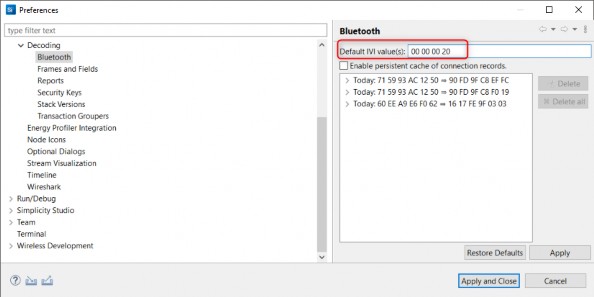 Preferences
type filter text
Decoding
Bluetooth
Frames and Fields
Reports
Security Keys
Stack Versions
Transaction Groupers
Energy Profiler Integration
Node Icons
Optional Dialogs
Stream Visualization
Timeline
Wireshark
Run/Debug
Simplicity Studio
Team
Terminal
Wireless Development
Bluetooth
Default IVI value(s): 00 00 00 20
Enable persistent cache of connection records.
Today: 71 59 93 AC 12 50 ⇒ 90 FD 9F C8 EF FC
Today: 71 59 93 AC 12 50 ⇒ 90 FD 9F C8 F0 19
Today: 60 EE A9 E6 F0 62 ⇒ 16 17 FE 9F 03 03
Delete
Delete all
Restore Defaults Apply
Apply and Close Cancel